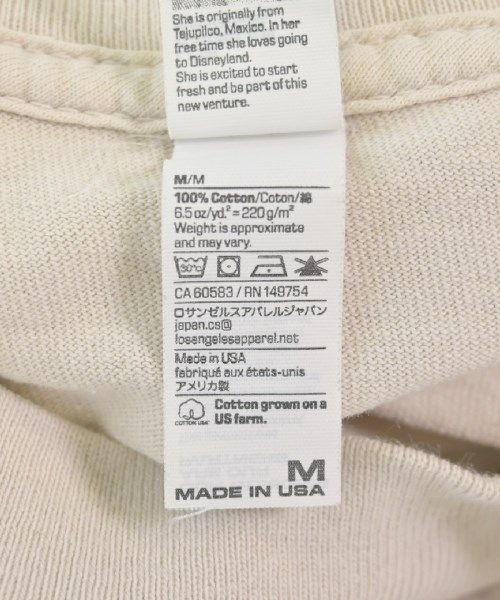 She is originally from
Tejupilco, Mexico. In her
free time she loves going
to Disneyland.
She is excited to start
fresh and be part of this
new venture.
M/M
100% Cotton/Coton/綿
6.5 oz/yd.² = 220 g/m²
Weight is approximate
and may vary.
30°C
CA 60583 / RN 149754
ロサンゼルスアパレルジャパン
japan.cs@
losangelesapparel.net
Made in USA
fabriqué aux états-unis
アメリカ製
COTTON USA
Cotton grown on a
US farm.
M
MADE IN USA